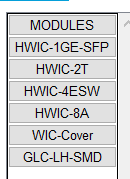 MODULES
HWIC-1GE-SFP
HWIC-2T
HWIC-4ESW
HWIC-8A
WIC-Cover
GLC-LH-SMD